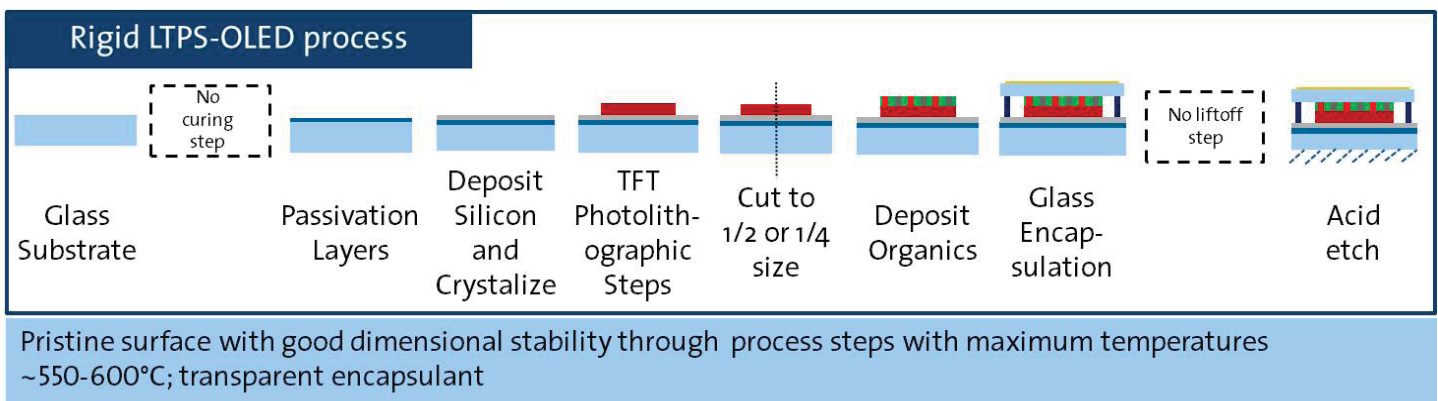 Rigid LTPS-OLED process
No
curing
step
No liftoff
step
Glass
Substrate
Passivation
Layers
Deposit
Silicon
and
Crystalize
TFT
Photolith-
ographic
Steps
Cut to
1/2 or 1/4
size
Deposit
Organics
Glass
Encap-
sulation
Acid
etch
Pristine surface with good dimensional stability through process steps with maximum temperatures
~550-600°C; transparent encapsulant